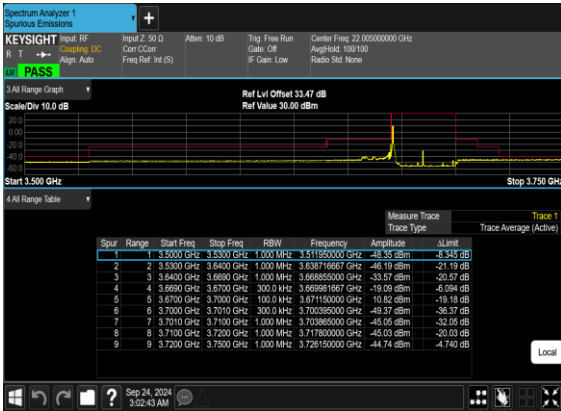 Spectrum Analyzer 1
Spurious Emissions
+
KEYSIGHT Input: RF Input Z: 50 Ω Atten: 10 dB Trig: Free Run Center Freq: 22.005000000 GHz
R T Coupling: DC Corr CCorr Gate: Off Avg|Hold: 100/100
Align: Auto Freq Ref: Int (S) IF Gain: Low Radio Std: None
PASS
3 All Range Graph
Ref Lvl Offset 33.47 dB
Scale/Div 10.0 dB Ref Value 30.00 dBm
20.0
0.00
-20.0
-40.0
-60.0
Start 3.500 GHz Stop 3.750 GHz
4 All Range Table
Measure Trace Trace 1
Trace Type Trace Average (Active)
Spur Range Start Freq Stop Freq RBW Frequency Amplitude ΔLimit
1 1 3.5000 GHz 3.5300 GHz 1.000 MHz 3.511950000 GHz -48.35 dBm -8.345 dB
2 2 3.5300 GHz 3.6400 GHz 1.000 MHz 3.638716667 GHz -46.19 dBm -21.19 dB
3 3 3.6400 GHz 3.6690 GHz 1.000 MHz 3.668855000 GHz -33.57 dBm -20.57 dB
4 4 3.6690 GHz 3.6700 GHz 300.0 kHz 3.669981667 GHz -19.09 dBm -6.094 dB
5 5 3.6700 GHz 3.7000 GHz 100.0 kHz 3.671150000 GHz 10.82 dBm -19.18 dB
6 6 3.7000 GHz 3.7010 GHz 300.0 kHz 3.700395000 GHz -49.37 dBm -36.37 dB
7 7 3.7010 GHz 3.7100 GHz 1.000 MHz 3.703865000 GHz -45.05 dBm -32.05 dB
8 8 3.7100 GHz 3.7200 GHz 1.000 MHz 3.717800000 GHz -45.03 dBm -20.03 dB
9 9 3.7200 GHz 3.7500 GHz 1.000 MHz 3.726150000 GHz -44.74 dBm -4.740 dB
Local
? Sep 24, 2024
3:02:43 AM